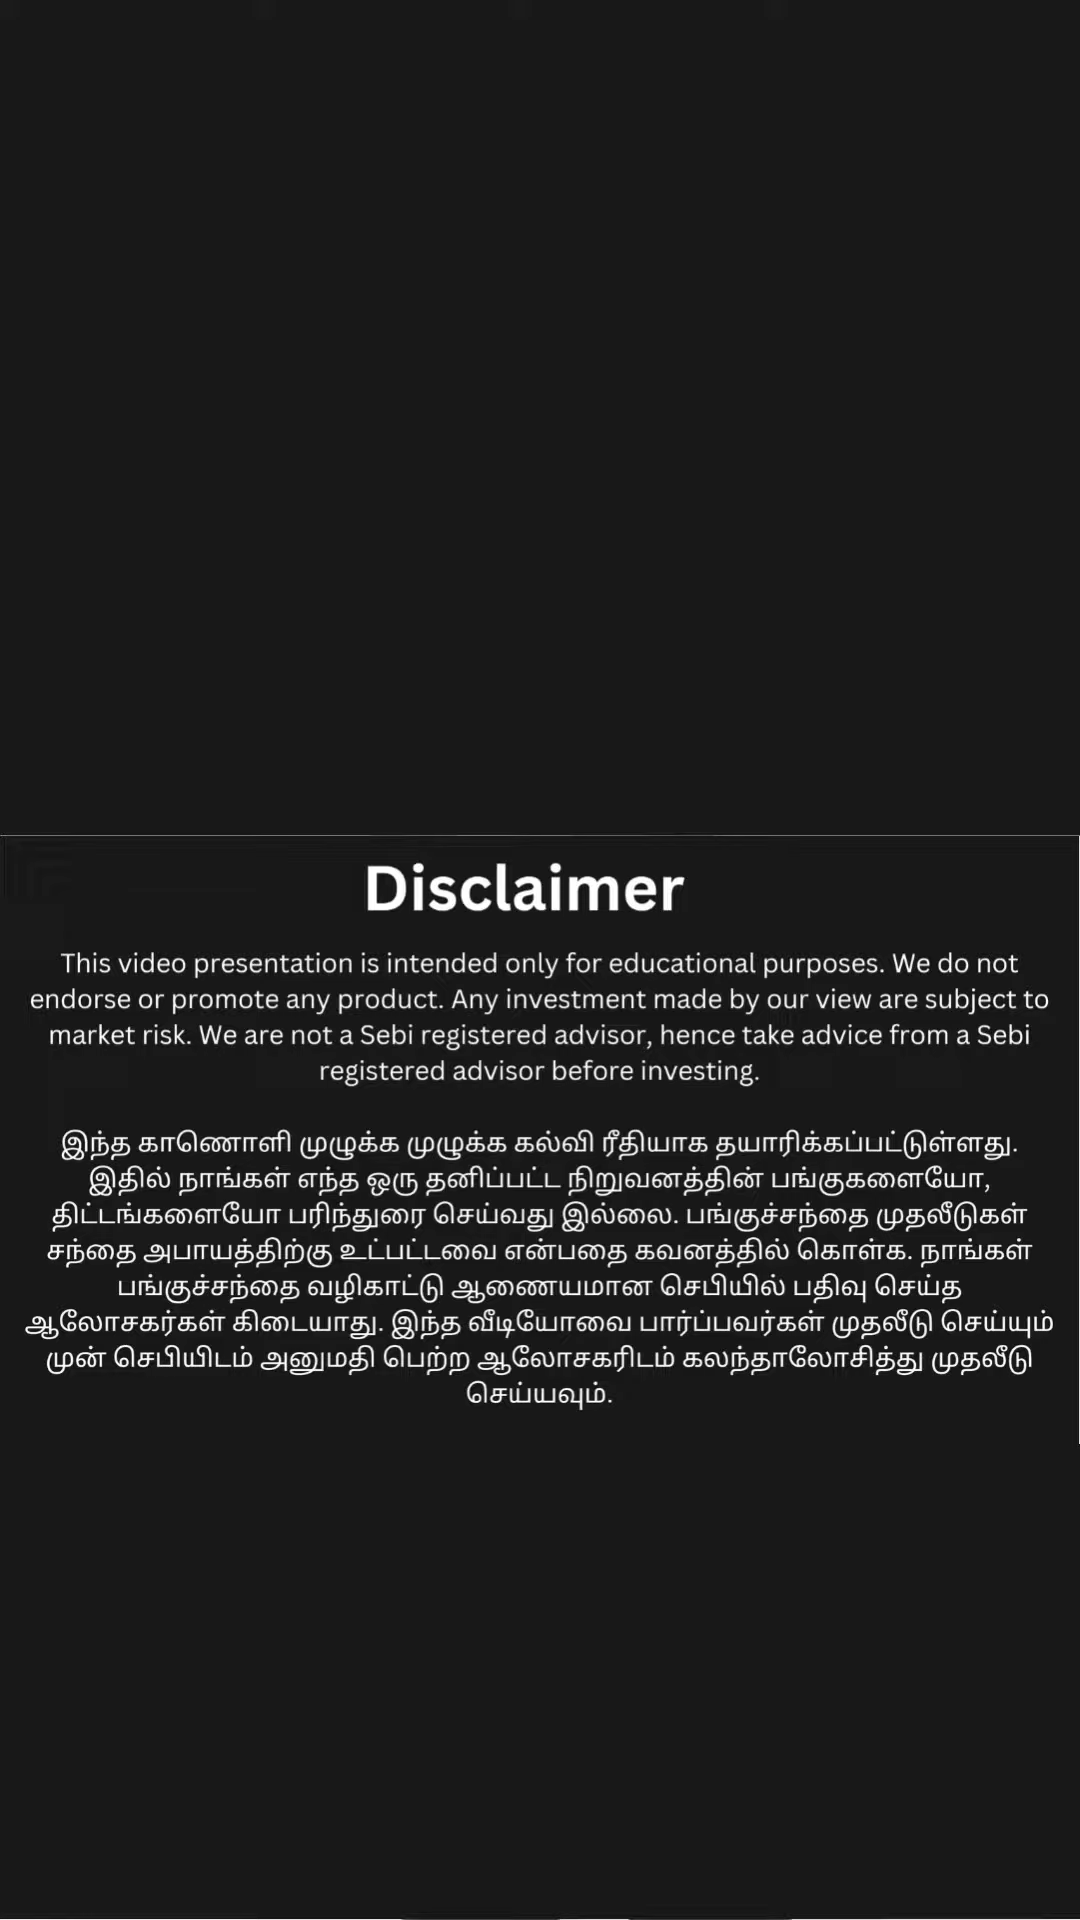 Disclaimer
This video presentation is intended only for educational purposes. We do not
endorse or promote any product. Any investment made by our view are subject to
market risk. We are not a Sebi registered advisor, hence take advice from a Sebi
registered advisor before investing.
இந்த காணொளி முழுக்க முழுக்க கல்வி ரீதியாக தயாரிக்கப்பட்டுள்ளது.
இதில் நாங்கள் எந்த ஒரு தனிப்பட்ட நிறுவனத்தின் பங்குகளையோ,
திட்டங்களையோ பரிந்துரை செய்வது இல்லை. பங்குச்சந்தை முதலீடுகள்
சந்தை அபாயத்திற்கு உட்பட்டவை என்பதை கவனத்தில் கொள்க. நாங்கள்
பங்குச்சந்தை வழிகாட்டு ஆணையமான செபியில் பதிவு செய்த
ஆலோசகர்கள் கிடையாது. இந்த வீடியோவை பார்ப்பவர்கள் முதலீடு செய்யும்
முன் செபியிடம் அனுமதி பெற்ற ஆலோசகரிடம் கலந்தாலோசித்து முதலீடு
செய்யவும்.